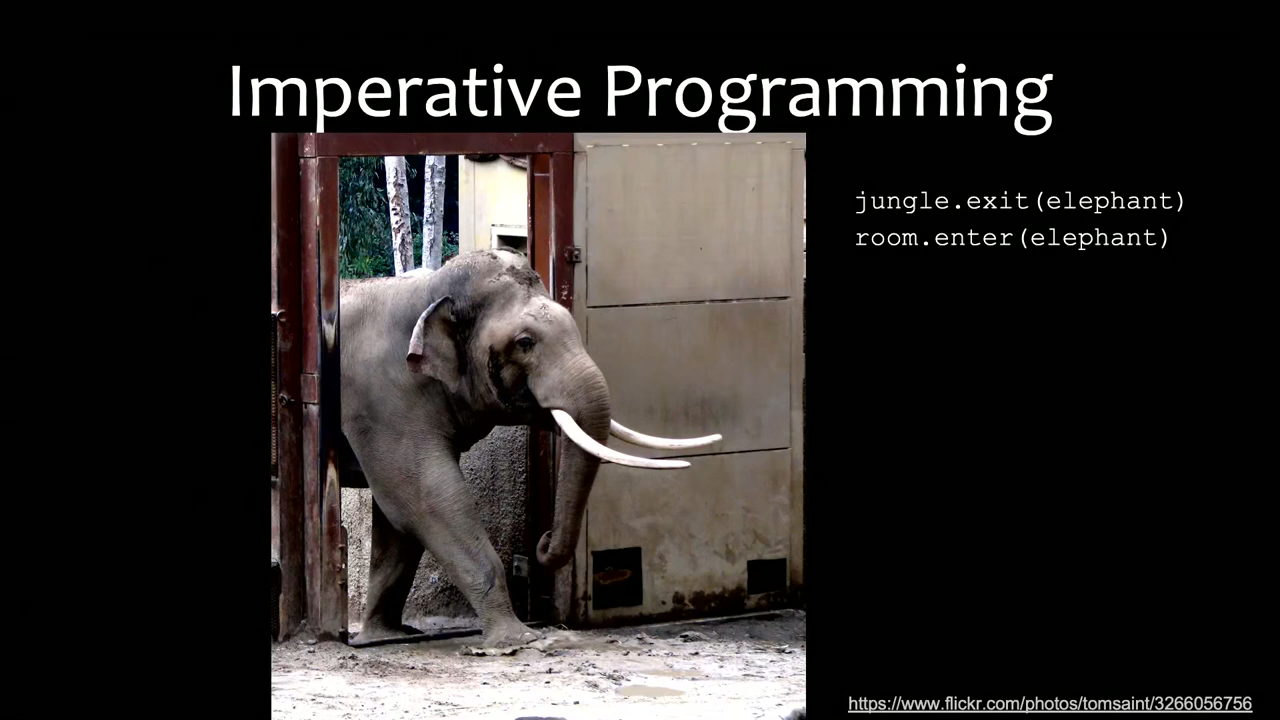 Imperative Programming
jungle.exit(elephant)
room.enter(elephant)
https://www.flickr.com/photos/tomsaint/3266056756